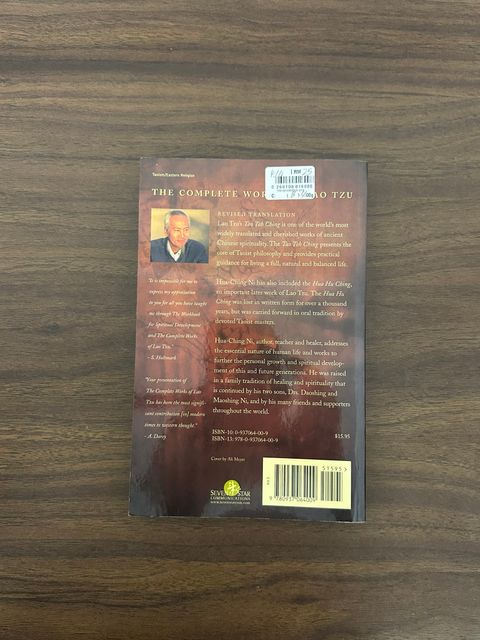 Taoism/Eastern Religion
THE COMPLETE WOR AO TZU
REVISED TRANSLATION
Lao Tzu's Tao Teh Ching is one of the world's most
widely translated and cherished works of ancient
Chinese spirituality. The Tao Teh Ching presents the
core of Taoist philosophy and provides practical
guidance for living a full, natural and balanced life.
Hua-Ching Ni has also included the Hua Hu Ching,
an important later work of Lao Tzu. The Hua Hu
Ching was lost in written form for over a thousand
years, but was carried forward in oral tradition by
devoted Taoist masters.
Hua-Ching Ni, author, teacher and healer, addresses
the essential nature of human life and works to
further the personal growth and spiritual develop-
ment of this and future generations. He was raised
in a family tradition of healing and spirituality that
is continued by his two sons, Drs. Daoshing and
Maoshing Ni, and by his many friends and supporters
throughout the world.
"It is impossible for me to
express my appreciation
to you for all you have taught
me through The Workbook
for Spiritual Development
and The Complete Works
of Lao Tzu."
- S. Hallmark
"Your presentation of
The Complete Works of Lao
Tzu has been the most signifi-
cant contribution [in] modern
times to western thought."
- A. Darcy
ISBN-10: 0-937064-00-9
ISBN-13: 978-0-937064-00-9
$15.95
Cover by Ali Meyer
51595
SEVEN STAR
COMMUNICATIONS